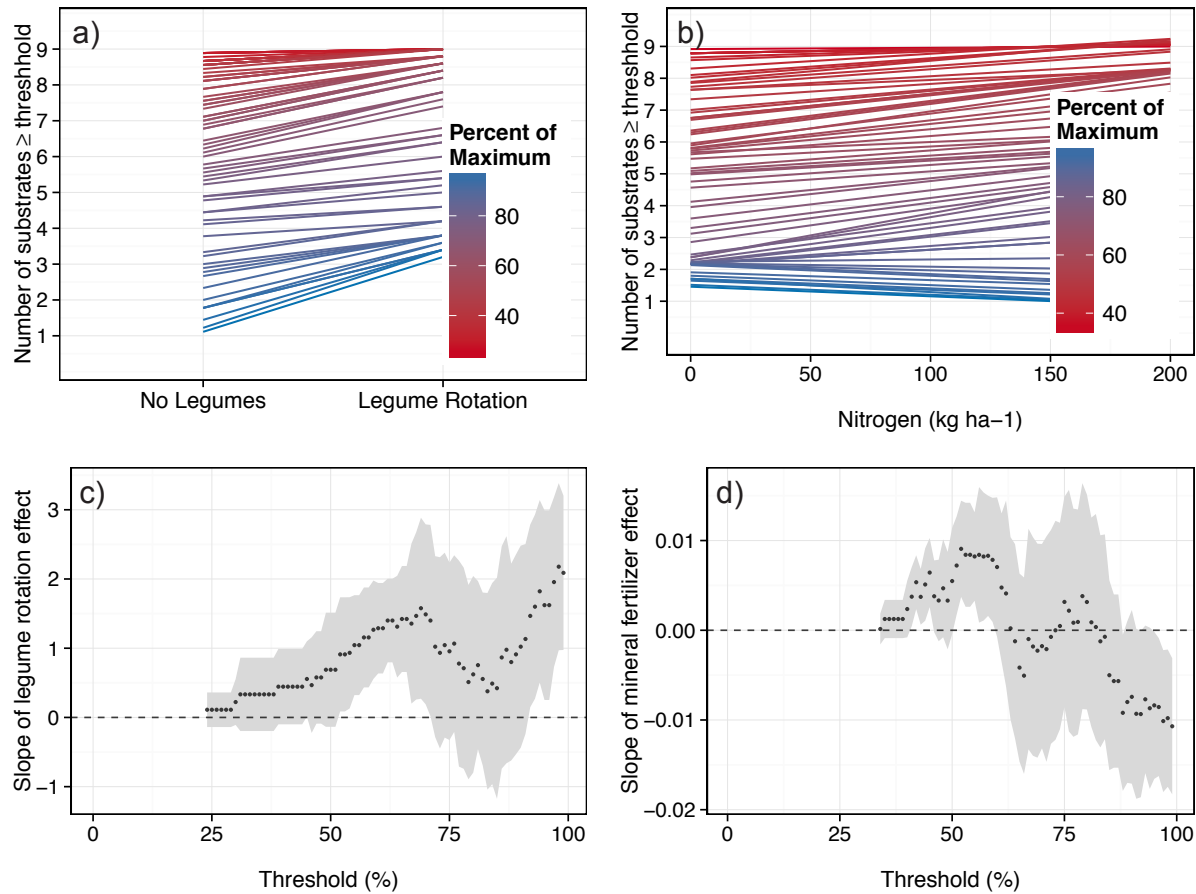 a)
Number of substrates ≥ threshhold
9
8
7
6
5
4
3
2
1
No Legumes
Legume Rotation
Percent of
Maximum
80
60
40
b)
Number of substrates ≥ threshhold
9
8
7
6
5
4
3
2
1
0
50
100
150
200
Nitrogen (kg ha−1)
Percent of
Maximum
80
60
40
c)
Slope of legume rotation effect
3
2
1
0
−1
0
25
50
75
100
Threshold (%)
d)
Slope of mineral fertilizer effect
0.01
0.00
−0.01
−0.02
0
25
50
75
100
Threshold (%)